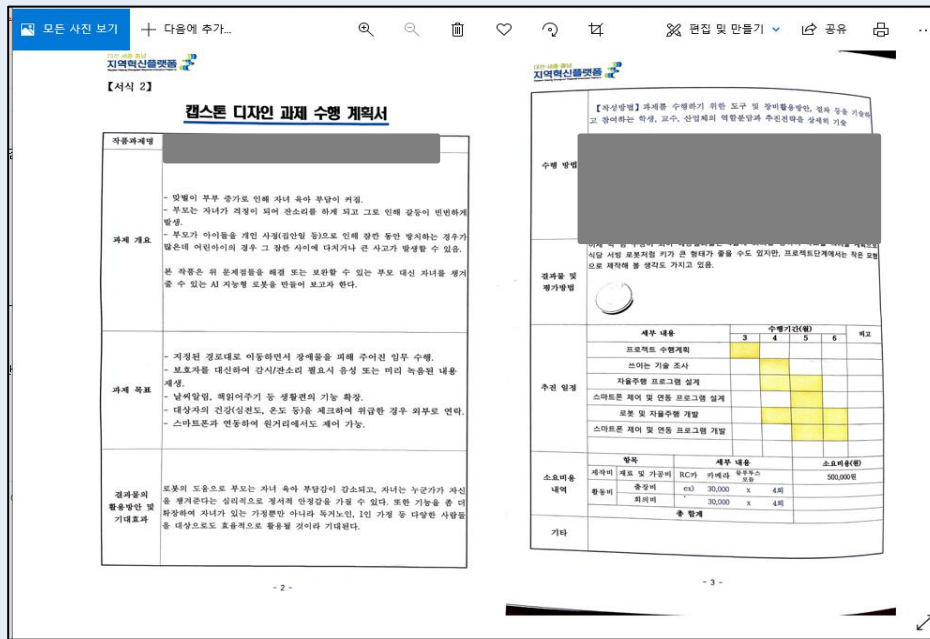 모든 사진 보기
다음에 추가...
편집 및 만들기
공유
대전·세종·충남
지역혁신플랫폼
【서식 2】
캡스톤 디자인 과제 수행 계획서
작품과제명
과제 개요
- 맞벌이 부부 증가로 인해 자녀 육아 부담이 커짐.
- 부모는 자녀가 걱정이 되어 잔소리를 하게 되고 그로 인해 갈등이 빈번하게
발생.
- 부모가 아이들을 개인 사정(집안일 등)으로 인해 잠깐 동안 방치하는 경우가
많은데 어린아이의 경우 그 잠깐 사이에 다치거나 큰 사고가 발생할 수 있음.
본 작품은 위 문제점들을 해결 또는 보완할 수 있는 부모 대신 자녀를 챙겨
줄 수 있는 AI 지능형 로봇을 만들어 보고자 한다.
과제 목표
- 지정된 경로대로 이동하면서 장애물을 피해 주어진 임무 수행.
- 보호자를 대신하여 감시/잔소리 필요시 음성 또는 미리 녹음된 내용
재생.
- 날씨알림, 책읽어주기 등 생활편의 기능 확장.
- 대상자의 건강(심전도, 온도 등)을 체크하여 위급한 경우 외부로 연락.
- 스마트폰과 연동하여 원거리에서도 제어 가능.
결과물의
활용방안 및
기대효과
로봇의 도움으로 부모는 자녀 육아 부담감이 감소되고, 자녀는 누군가가 자신
을 챙겨준다는 심리적으로 정서적 안정감을 가질 수 있다. 또한 기능을 좀 더
확장하여 자녀가 있는 가정뿐만 아니라 독거노인, 1인 가정 등 다양한 사람들
을 대상으로도 효율적으로 활용될 것이라 기대된다.
- 2 -
지역혁신플랫폼
수행 방법
【작성방법】과제를 수행하기 위한 도구 및 장비활용방안, 절차 등을 기술하
고 참여하는 학생, 교수, 산업체의 역할분담과 추진전략을 상세히 기술
결과물 및
평가방법
식당 서빙 로봇처럼 키가 큰 형태가 좋을 수도 있지만, 프로젝트단계에서는 작은 모형
으로 제작해 볼 생각도 가지고 있음.
추진 일정
세부 내용
수행기간(월)
비고
3 4 5 6
프로젝트 수행계획
쓰이는 기술 조사
자율주행 프로그램 설계
스마트폰 제어 및 연동 프로그램 설계
로봇 및 자율주행 개발
스마트폰 제어 및 연동 프로그램 개발
소요비용
내역
항목 세부 내용 소요비용(원)
제작비 재료 및 가공비 RC카 카메라 블루투스 모듈 500,000원
활동비 출장비 ex) 30,000 x 4회
회의비 30,000 x 4회
총 합계
기타
- 3 -